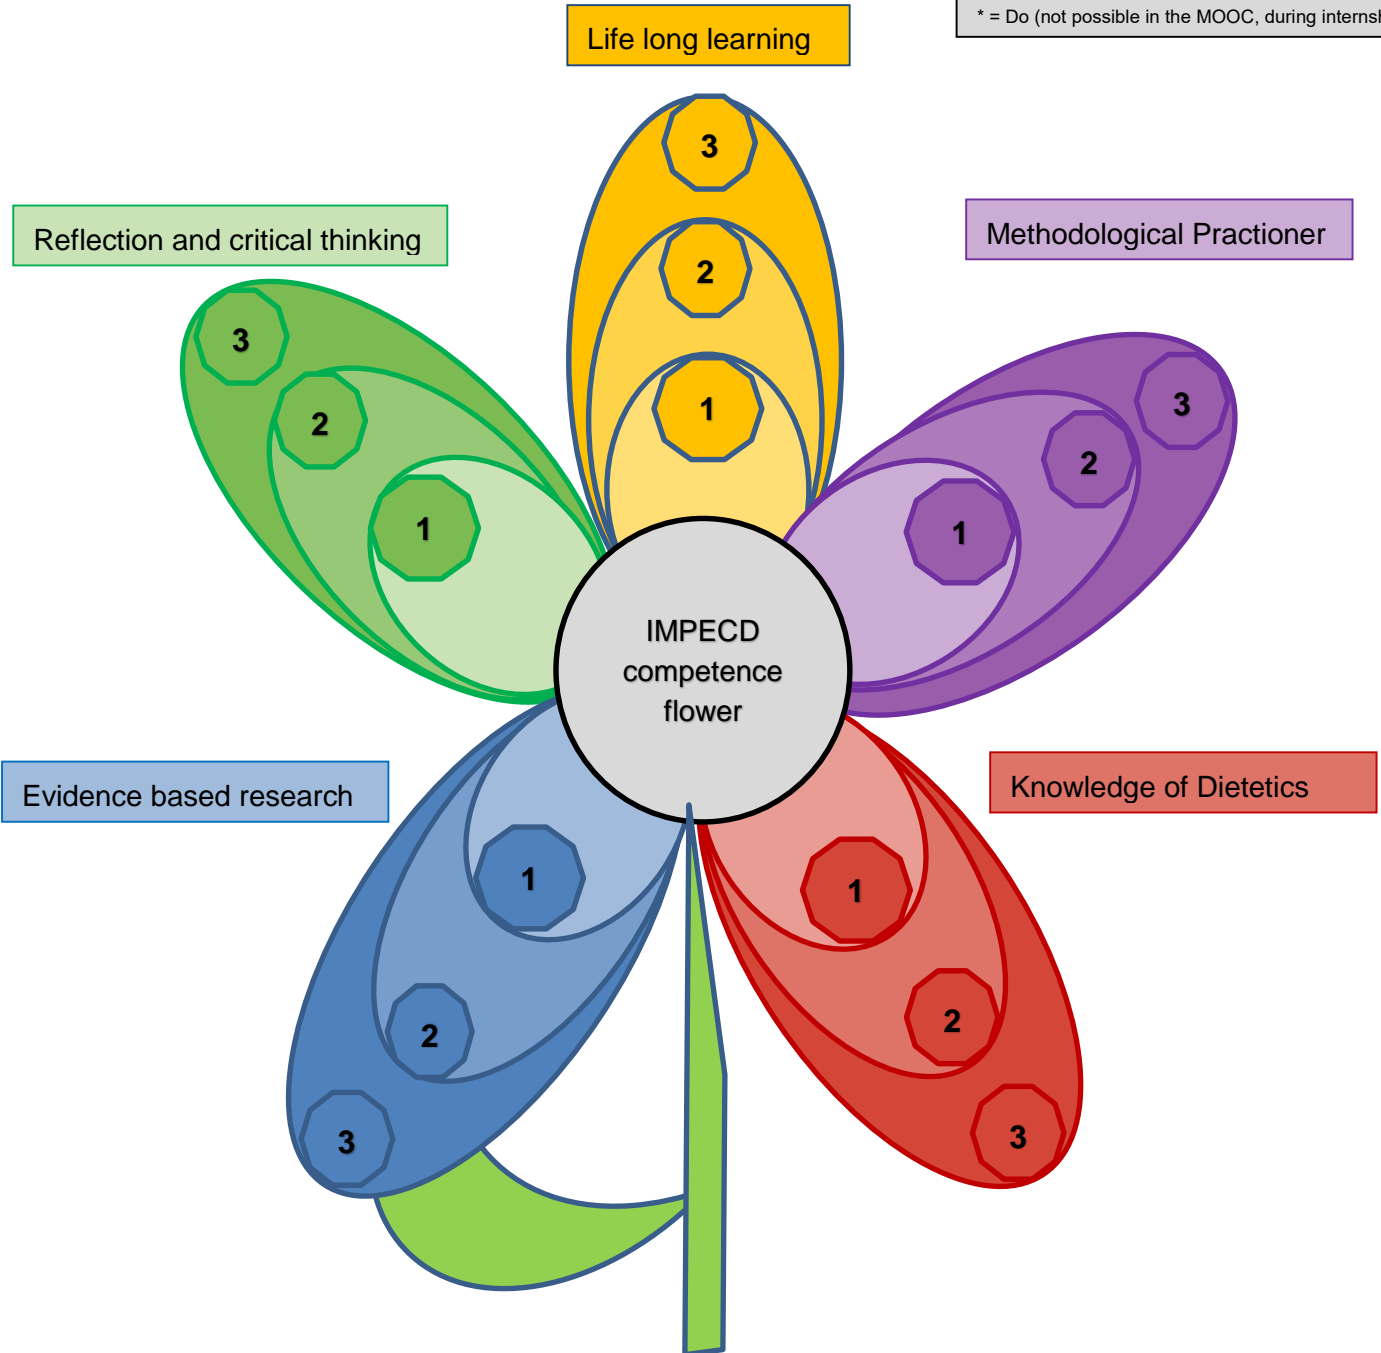 * = Do (not possible in the MOOC, during
Life long learning
3
2
1
Reflection and critical thinking
3
2
1
Methodological Practioner
3
2
1
IMPECD
competence
flower
Evidence based research
1
2
3
Knowledge of Dietetics
1
2
3